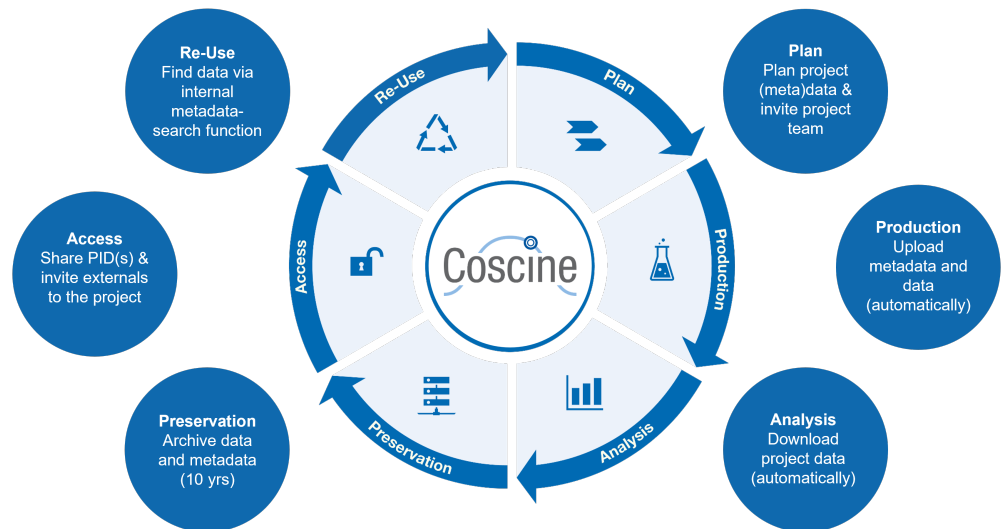 Re-Use
Find data via
internal
metadata-
search function
Plan
Plan project
(meta)data &
invite project
team
Re-Use
Plan
Access
Share PID(s) &
invite externals
to the project
Access
Coscine
Production
Production
Upload
metadata and
data
(automatically)
Preservation
Archive data
and metadata
(10 yrs)
Preservation
Analysis
Analysis
Download
project data
(automatically)